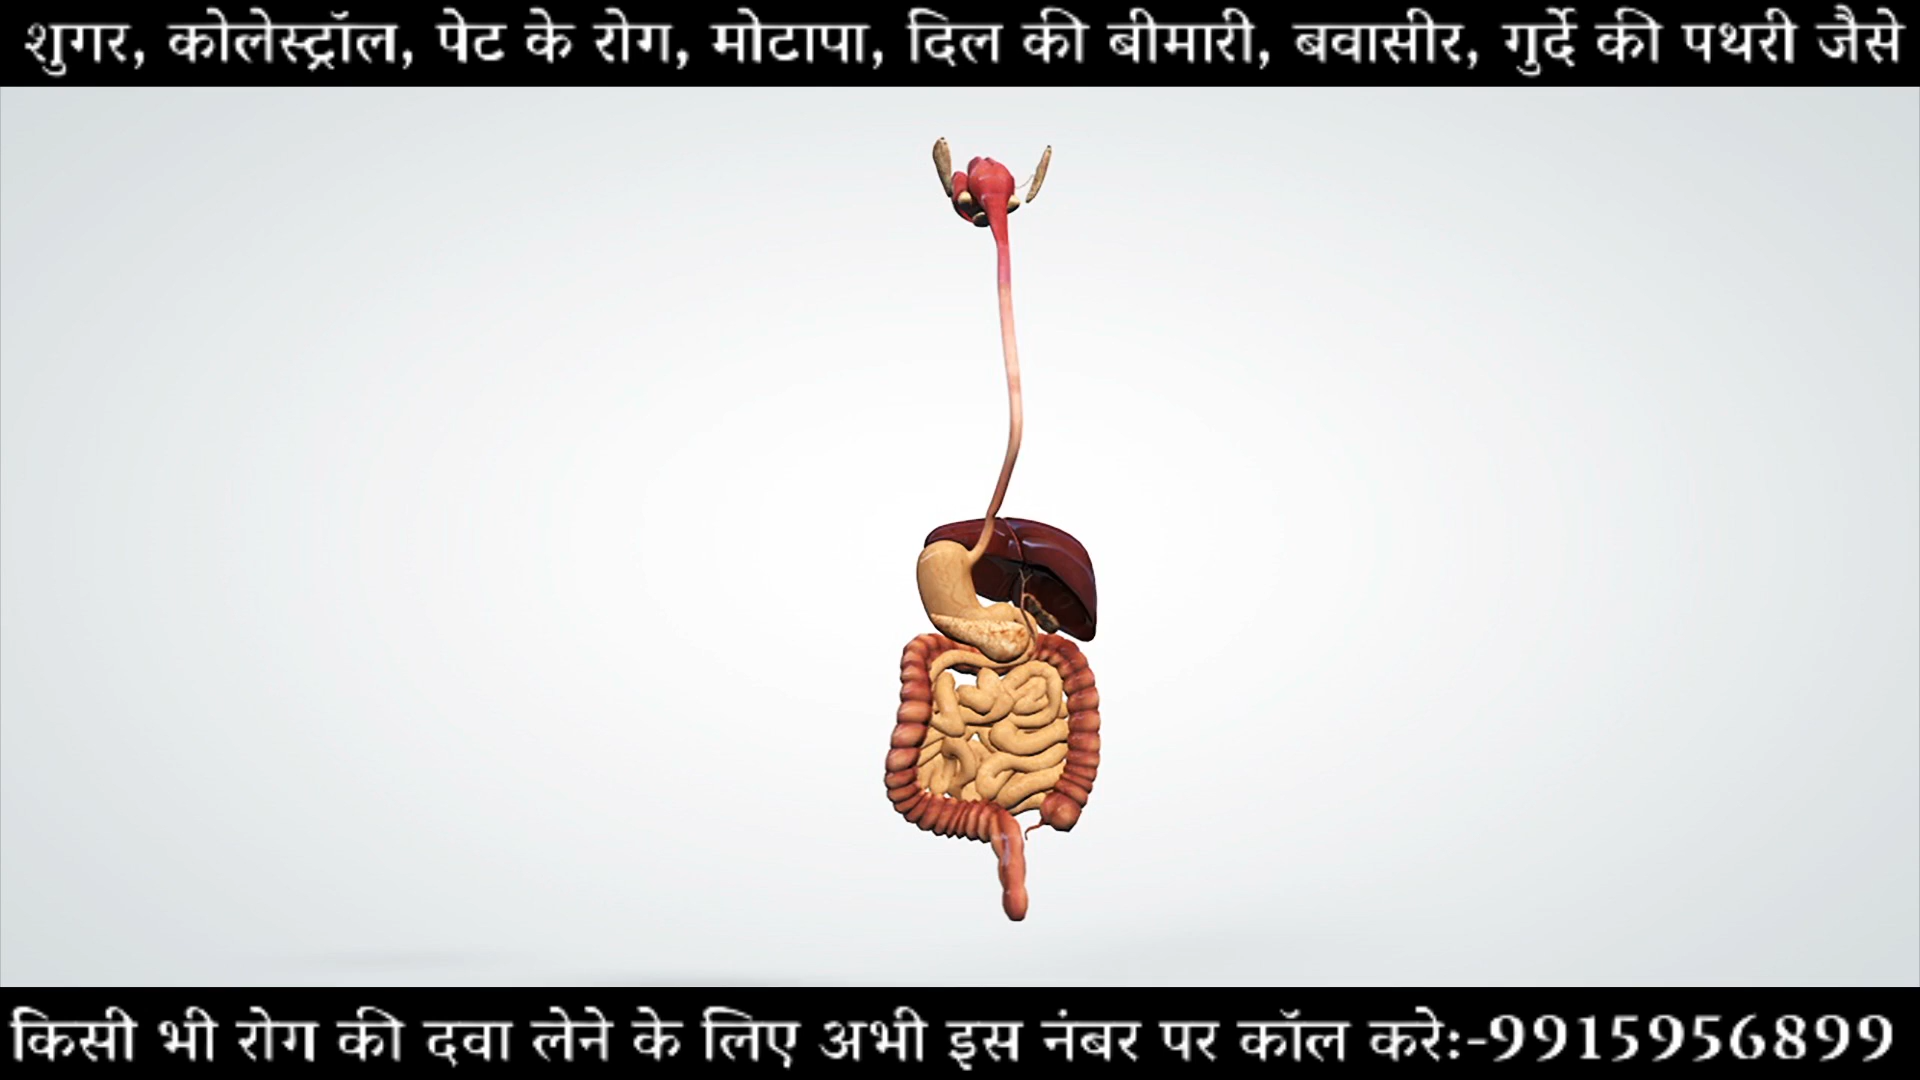 शुगर, कोलेस्ट्रॉल, पेट के रोग, मोटापा, दिल की बीमारी, बवासीर, गुर्दे की पथरी जैसे
किसी भी रोग की दवा लेने के लिए अभी इस नंबर पर कॉल करे:-9915956899